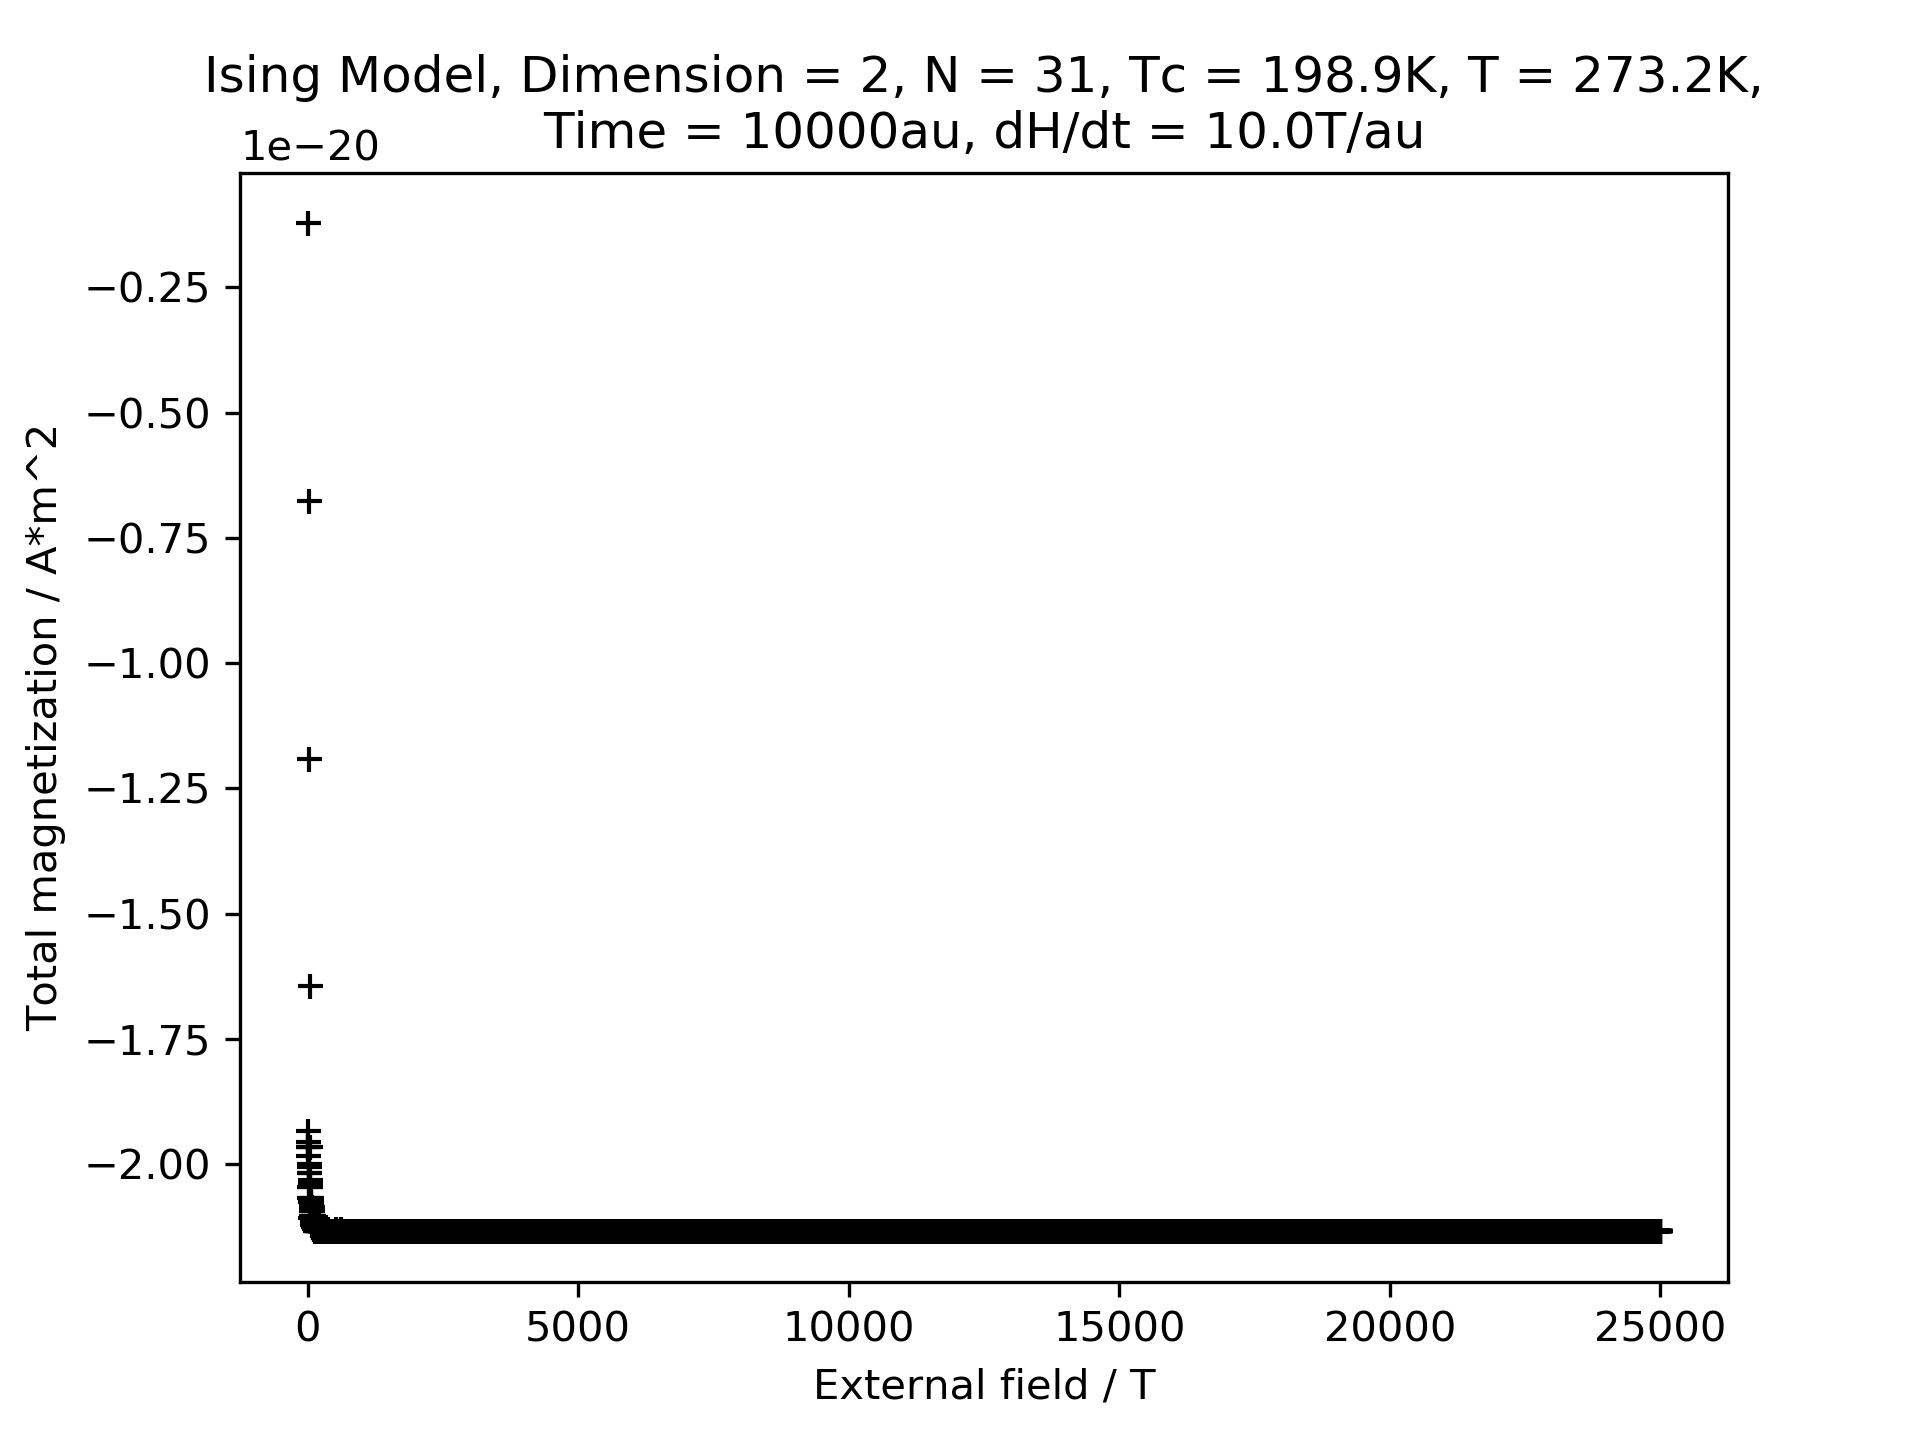 Ising Model, Dimension = 2, N = 31, Tc = 198.9K, T = 273.2K,
Time = 10000au, dH/dt = 10.0T/au
1e−20
−0.25
−0.50
−0.75
−1.00
−1.25
−1.50
−1.75
−2.00
Total magnetization / A*m^2
0 5000 10000 15000 20000 25000
External field / T